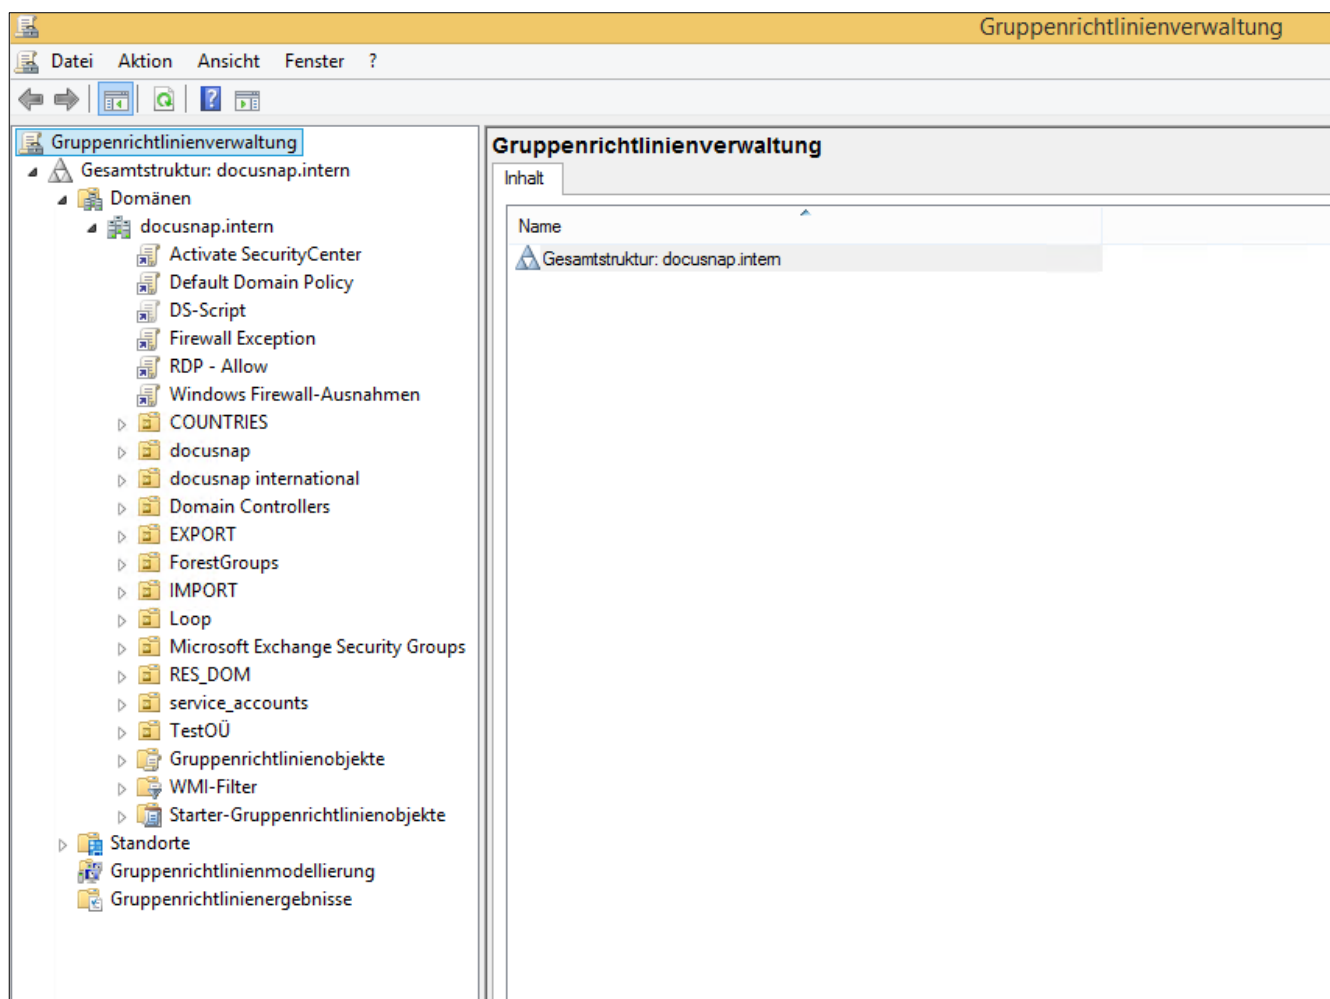 Gruppenrichtlinienverwaltung
Datei Aktion Ansicht Fenster ?
Gruppenrichtlinienverwaltung
Gesamtstruktur: docusnap.intern
Domänen
docusnap.intern
Activate SecurityCenter
Default Domain Policy
DS-Script
Firewall Exception
RDP - Allow
Windows Firewall-Ausnahmen
COUNTRIES
docusnap
docusnap international
Domain Controllers
EXPORT
ForestGroups
IMPORT
Loop
Microsoft Exchange Security Groups
RES_DOM
service_accounts
TestOÜ
Gruppenrichtlinienobjekte
WMI-Filter
Starter-Gruppenrichtlinienobjekte
Standorte
Gruppenrichtlinienmodellierung
Gruppenrichtlinienergebnisse
Gruppenrichtlinienverwaltung
Inhalt
Name
Gesamtstruktur: docusnap.intern